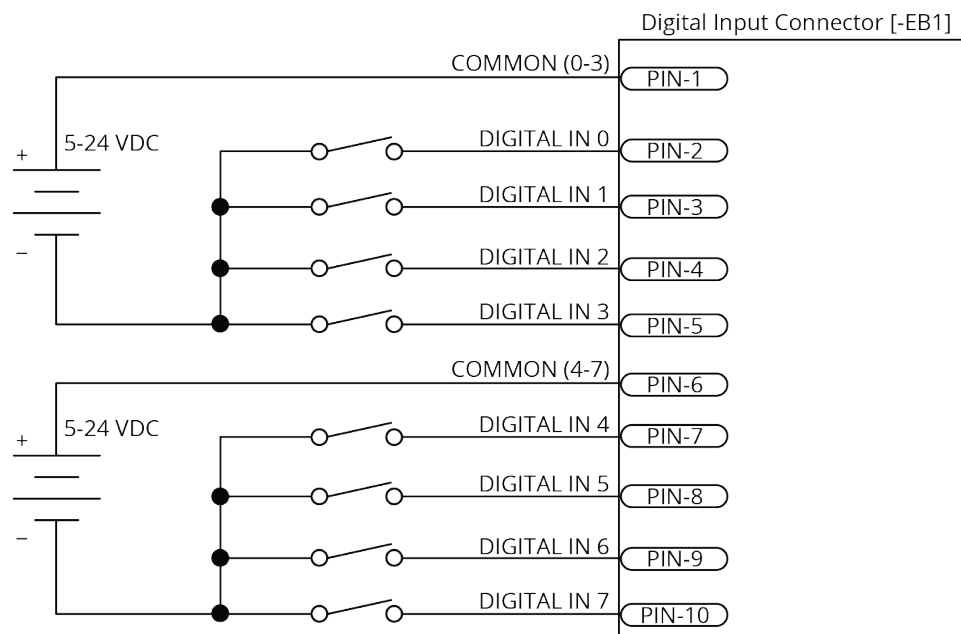 Digital Input Connector [-EB1]
COMMON (0-3)
PIN-1
5-24 VDC
+
−
DIGITAL IN 0
PIN-2
DIGITAL IN 1
PIN-3
DIGITAL IN 2
PIN-4
DIGITAL IN 3
PIN-5
COMMON (4-7)
PIN-6
5-24 VDC
+
−
DIGITAL IN 4
PIN-7
DIGITAL IN 5
PIN-8
DIGITAL IN 6
PIN-9
DIGITAL IN 7
PIN-10